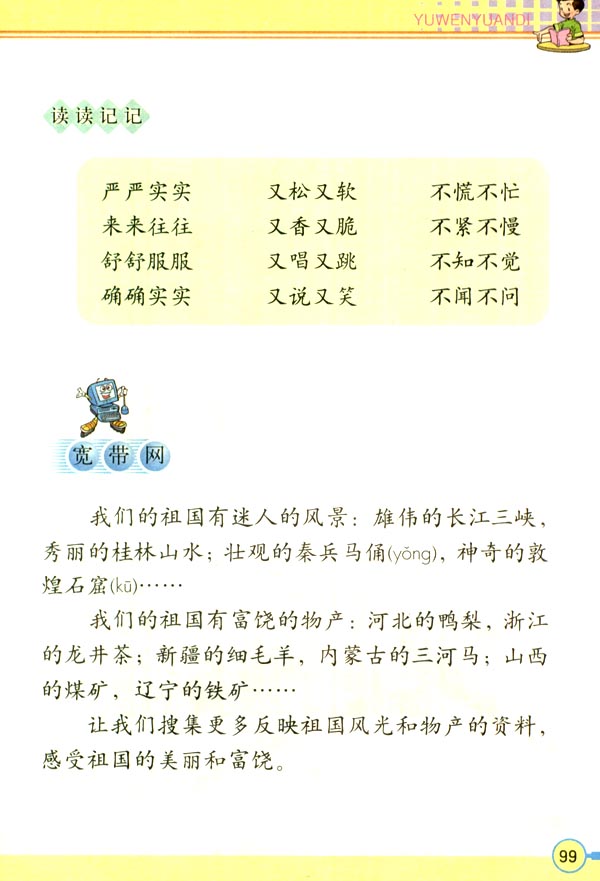 YUWENYUANDI
读读记记
严严实实 又松又软 不慌不忙
来来往往 又香又脆 不紧不慢
舒舒服服 又唱又跳 不知不觉
确确实实 又说又笑 不闻不问
宽带网
我们的祖国有迷人的风景：雄伟的长江三峡，
秀丽的桂林山水；壮观的秦兵马俑(yǒng)，神奇的敦
煌石窟(kū)……
我们的祖国有富饶的物产：河北的鸭梨，浙江
的龙井茶；新疆的细毛羊，内蒙古的三河马；山西
的煤矿，辽宁的铁矿……
让我们搜集更多反映祖国风光和物产的资料，
感受祖国的美丽和富饶。
99